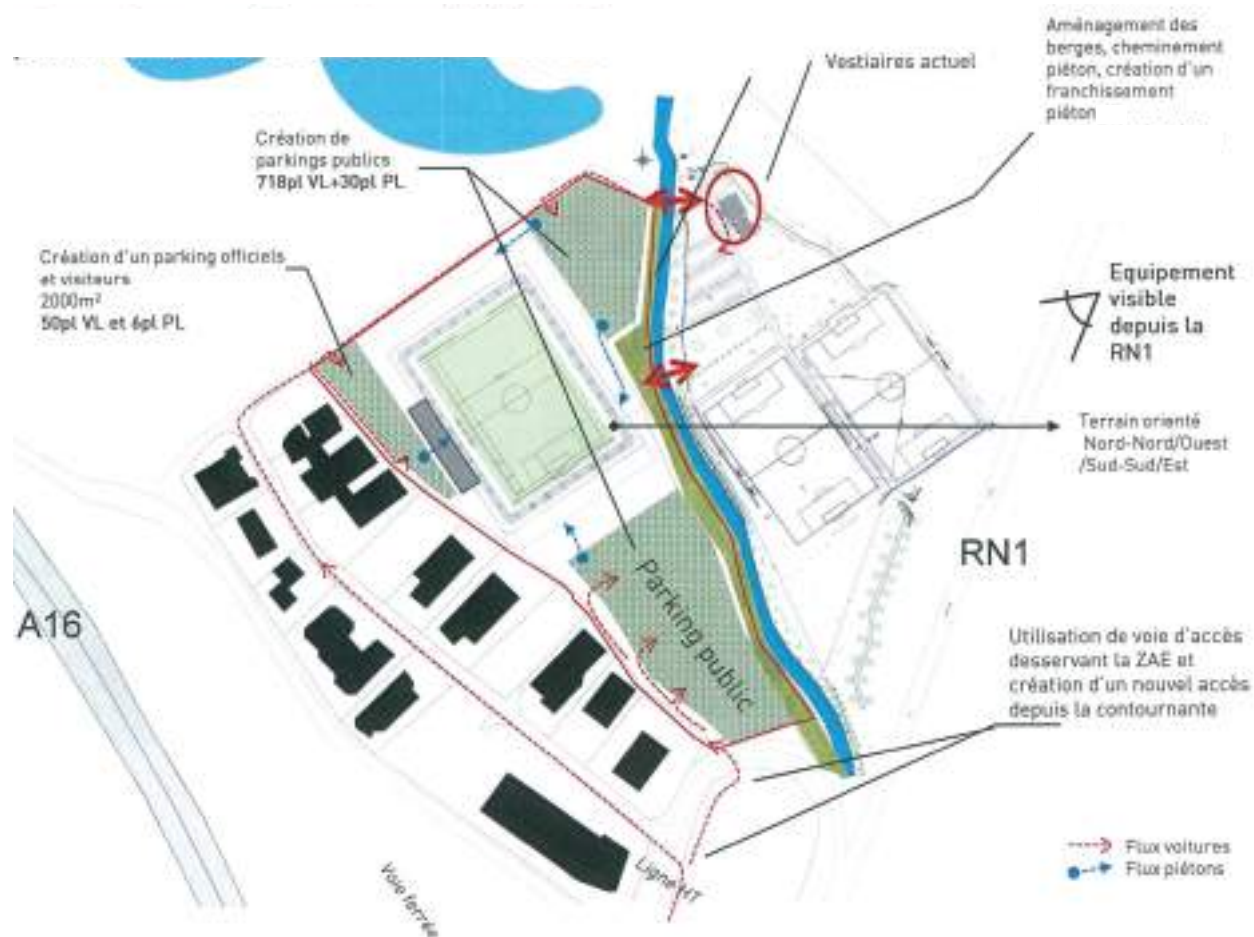 Aménagement des
berges, cheminement
piéton, création d'un
franchissement
piéton
Vestiaires actuel
Création de
parkings publics
718pl VL+30pl PL
Création d'un parking officiels
et visiteurs
2000m²
50pl VL et 6pl PL
Equipement
visible
depuis la
RN1
Terrain orienté
Nord-Nord/Ouest
/Sud-Sud/Est
RN1
A16
Parking public
Utilisation de voie d'accès
desservant la ZAE et
création d'un nouvel accès
depuis la contournante
Flux voitures
Flux piétons
Ligne HT
Voie ferrée